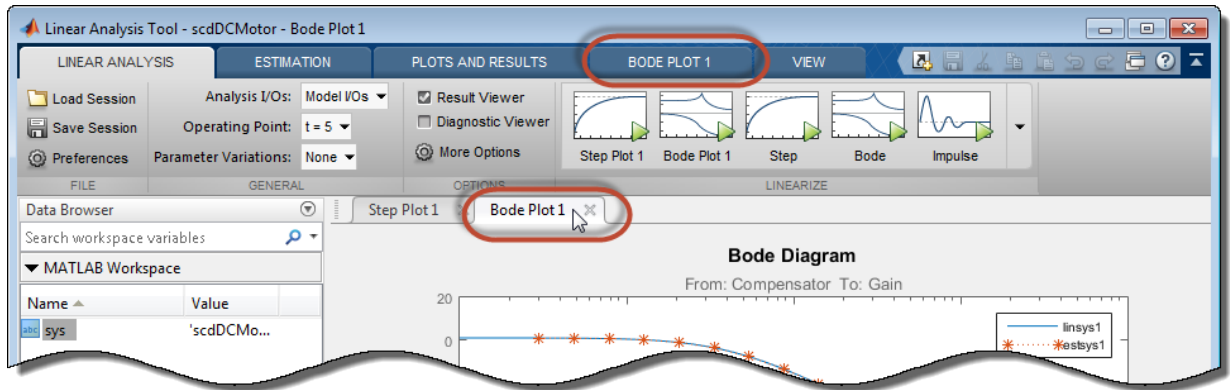 Linear Analysis Tool - scdDCMotor - Bode Plot 1
LINEAR ANALYSIS ESTIMATION PLOTS AND RESULTS BODE PLOT 1 VIEW
Load Session
Save Session
Preferences
FILE
Analysis I/Os: Model I/Os
Operating Point: t = 5
Parameter Variations: None
GENERAL
Result Viewer
Diagnostic Viewer
More Options
OPTIONS
Step Plot 1 Bode Plot 1 Step Bode Impulse
LINEARIZE
Data Browser
Search workspace variables
MATLAB Workspace
Name Value
abc sys 'scdDCMo...
Step Plot 1 Bode Plot 1
Bode Diagram
From: Compensator To: Gain
20
0
linsys1
estsys1